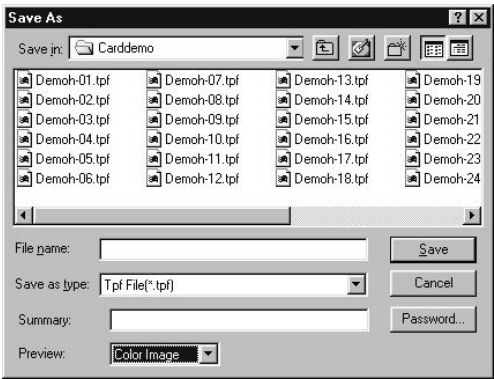 Save As
Save in: Carddemo
Demoh-01.tpf Demoh-07.tpf Demoh-13.tpf Demoh-19
Demoh-02.tpf Demoh-08.tpf Demoh-14.tpf Demoh-20
Demoh-03.tpf Demoh-09.tpf Demoh-15.tpf Demoh-21
Demoh-04.tpf Demoh-10.tpf Demoh-16.tpf Demoh-22
Demoh-05.tpf Demoh-11.tpf Demoh-17.tpf Demoh-23
Demoh-06.tpf Demoh-12.tpf Demoh-18.tpf Demoh-24
File name: Save
Save as type: Tpf File(*.tpf) Cancel
Summary: Password...
Preview: Color Image